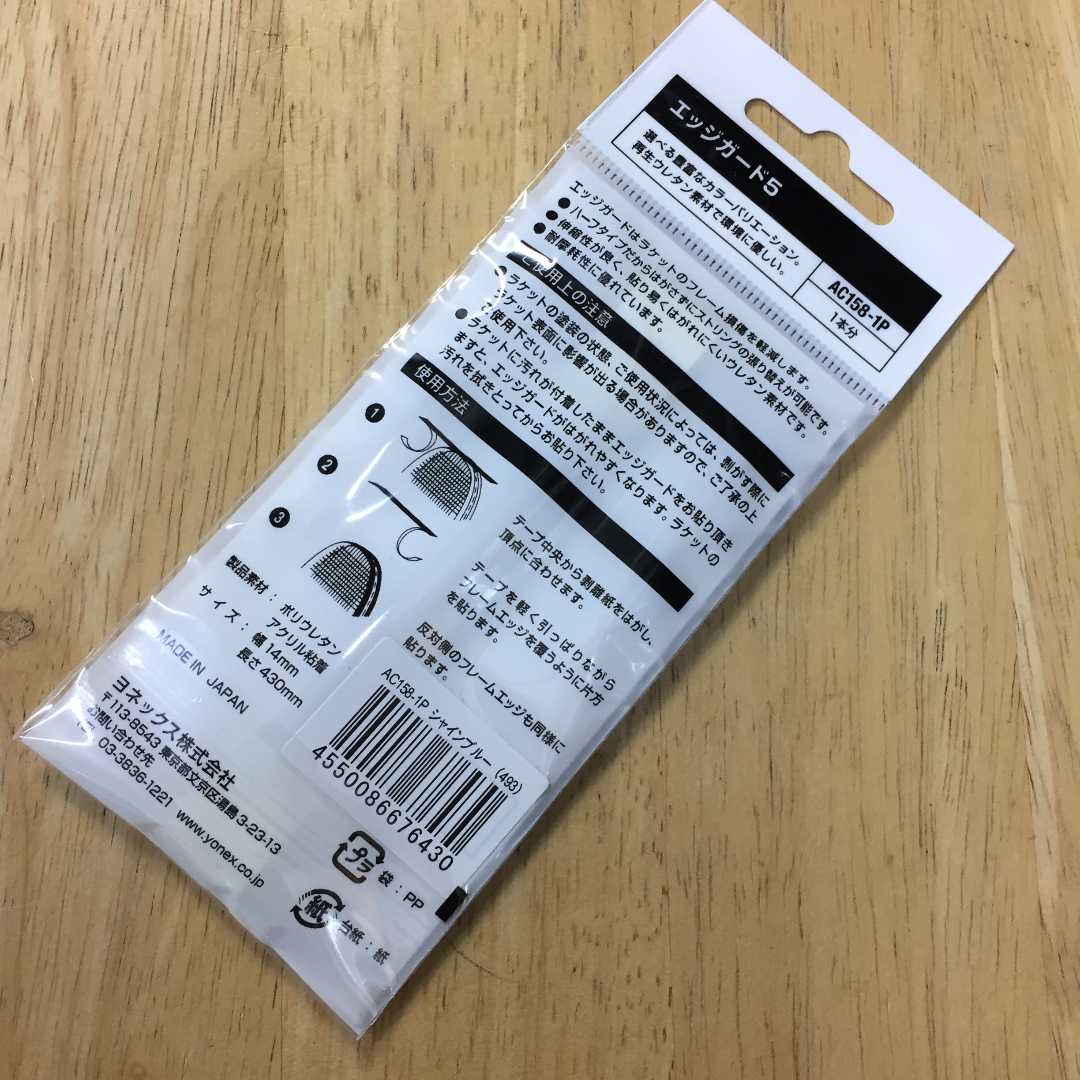 エッジガード5
選べる豊富なカラーバリエーション。
再生ウレタン素材で環境に優しい。
AC158-1P
1本分
エッジガードはラケットのフレーム損傷を軽減します。
●ハーフタイプだからはがさずにストリングの張り替えが可能です。
●伸縮性が良く、貼り易くはがれにくいウレタン素材です。
●耐摩耗性に優れています。
ご使用上の注意
●ラケットの塗装の状態、ご使用状況によっては、剥がす際に
ラケット表面に影響が出る場合がありますので、ご了承の上
ご使用下さい。
●ラケットに汚れが付着したままエッジガードをお貼り頂き
ますと、エッジガードがはがれやすくなります。ラケットの
汚れを拭きとってからお貼り下さい。
使用方法
1
テープ中央から剥離紙をはがし、
頂点に合わせます。
2
テープを軽く引っぱりながら
フレームエッジを覆うように片方
を貼ります。
3
反対側のフレームエッジも同様に
貼ります。
製品素材：ポリウレタン
アクリル粘着
サイズ：幅14mm
長さ430mm
MADE IN JAPAN
ヨネックス株式会社
〒113-8543 東京都文京区湯島3-23-13
お問い合わせ先
03-3836-1221 www.yonex.co.jp
AC158-1P シャインブルー (493)
4550086676430
プラ
袋：PP
紙
台紙：紙